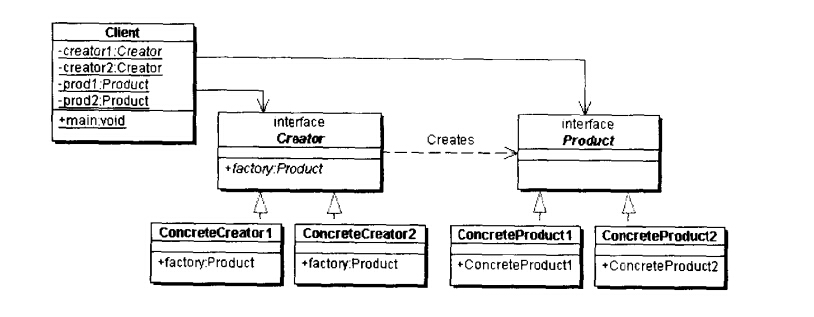 Client
-creator1:Creator
-creator2:Creator
-prod1:Product
-prod2:Product
+main:void
interface
Creator
+factory:Product
Creates
interface
Product
ConcreteCreator1
+factory:Product
ConcreteCreator2
+factory:Product
ConcreteProduct1
+ConcreteProduct1
ConcreteProduct2
+ConcreteProduct2